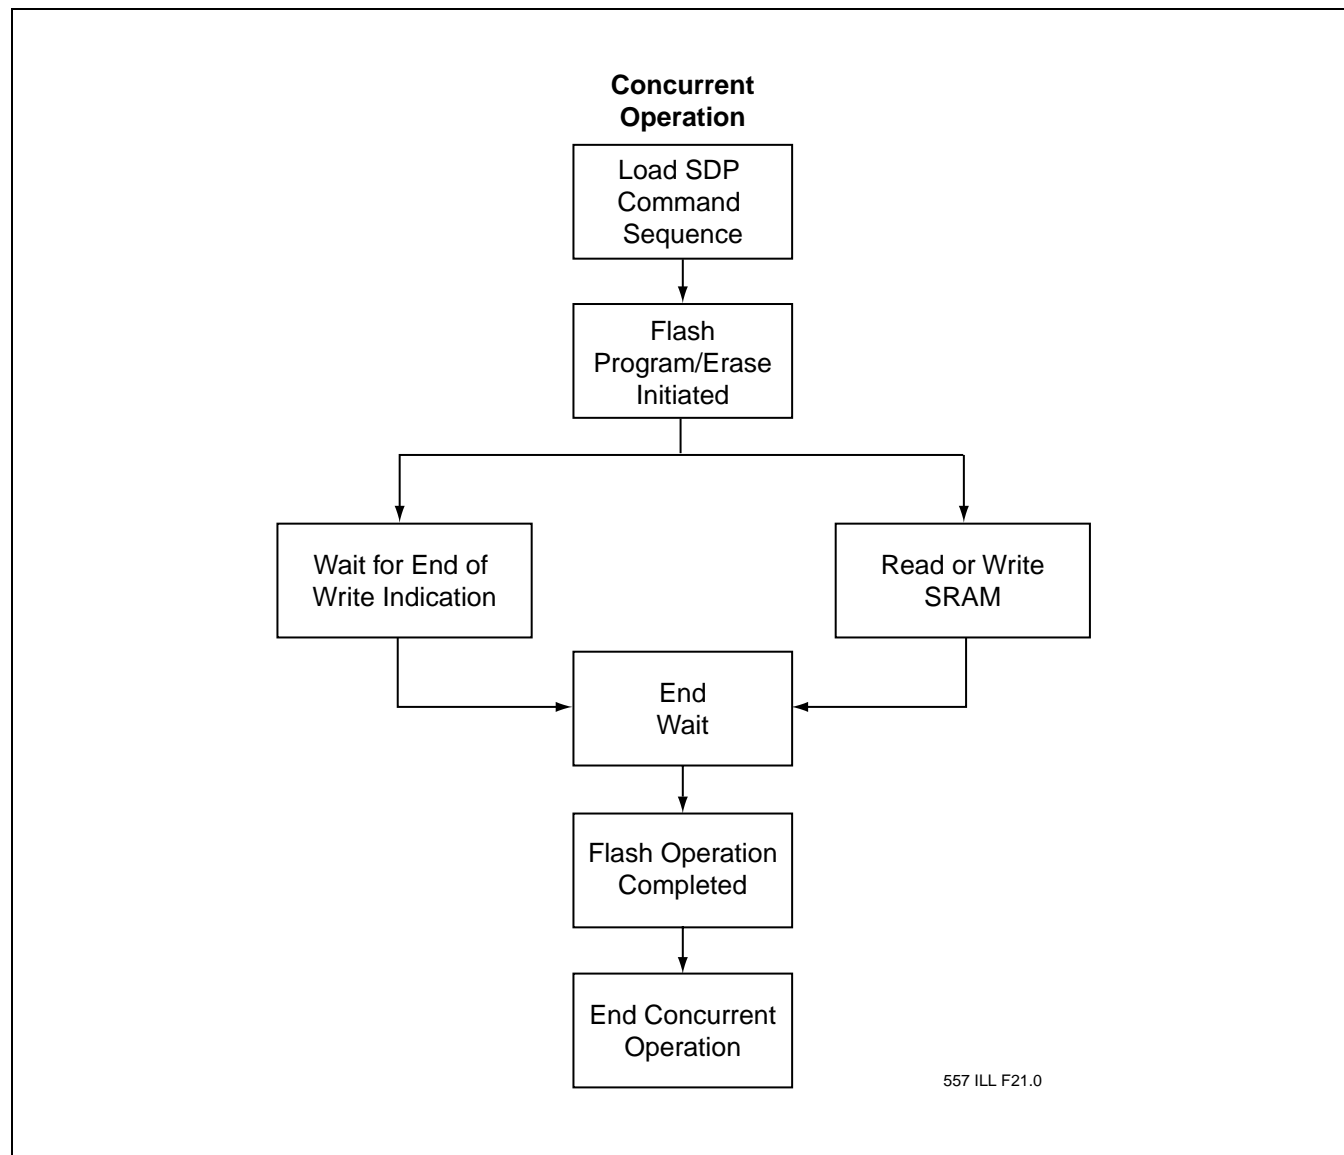 Concurrent
Operation
Load SDP
Command
Sequence
Flash
Program/Erase
Initiated
Wait for End of
Write Indication
Read or Write
SRAM
End
Wait
Flash Operation
Completed
End Concurrent
Operation
557 ILL F21.0